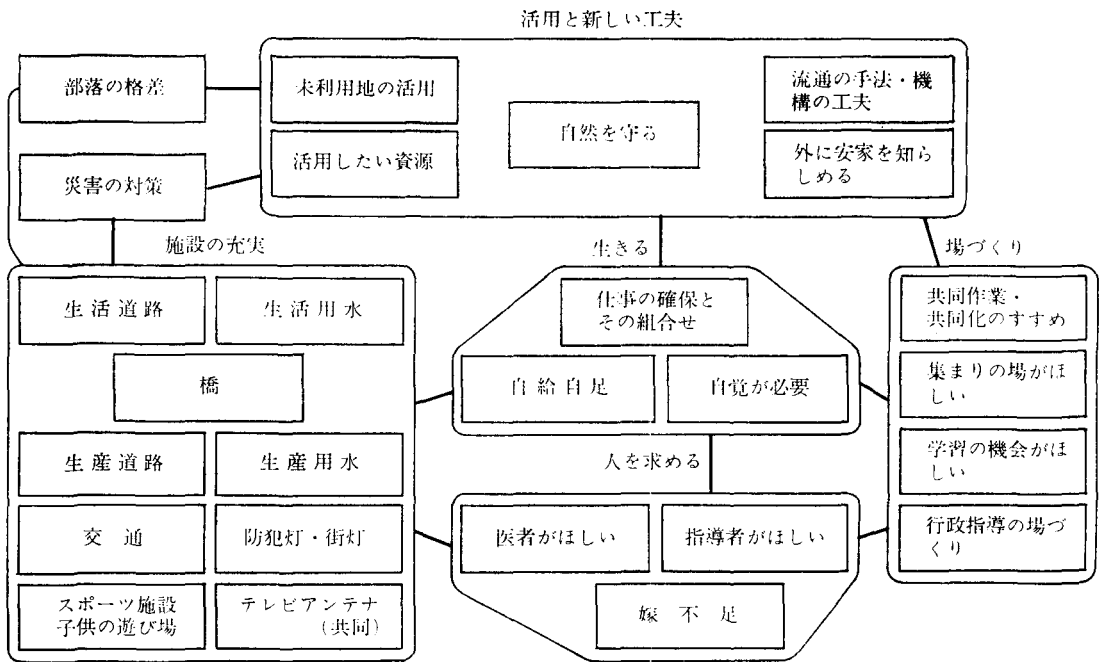 活用と新しい工夫
部落の格差
災害の対策
未利用地の活用
活用したい資源
自然を守る
流通の手法・機
構の工夫
外に安家を知ら
しめる
施設の充実
生活道路
生活用水
橋
生産道路
生産用水
交通
防犯灯・街灯
スポーツ施設
子供の遊び場
テレビアンテナ
(共同)
生きる
仕事の確保と
その組合せ
自給自足
自覚が必要
人を求める
医者がほしい
指導者がほしい
嫁不足
場づくり
共同作業・
共同化のすすめ
集まりの場がほ
しい
学習の機会がほ
しい
行政指導の場づ
くり